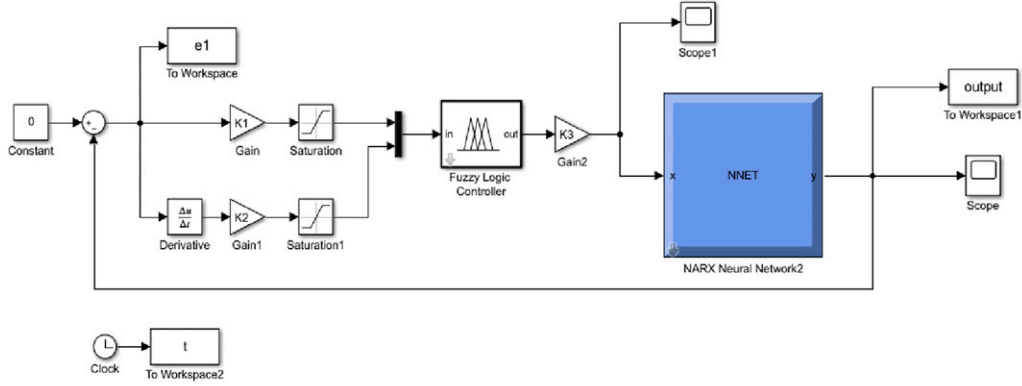 Scope1
e1
To Workspace
output
To Workspace1
0
Constant
+
-
K1
Gain
Saturation
in
out
Fuzzy Logic
Controller
K3
Gain2
x
NNET
y
NARX Neural Network2
Scope
Δu
Δt
Derivative
K2
Gain1
Saturation1
Clock
t
To Workspace2